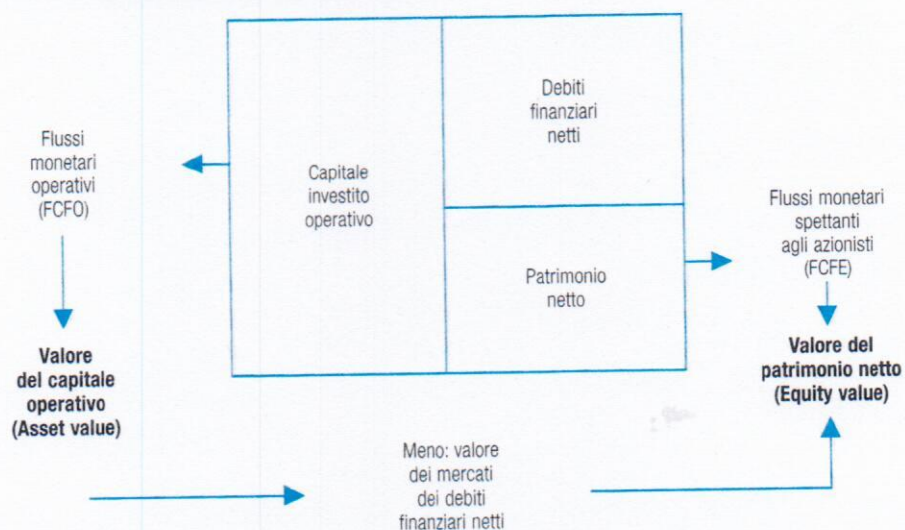 Flussi
monetari
operativi
(FCFO)
Valore
del capitale
operativo
(Asset value)
Capitale
investito
operativo
Debiti
finanziari
netti
Patrimonio
netto
Flussi monetari
spettanti
agli azionisti
(FCFE)
Valore del
patrimonio netto
(Equity value)
Meno: valore
dei mercati
dei debiti
finanziari netti